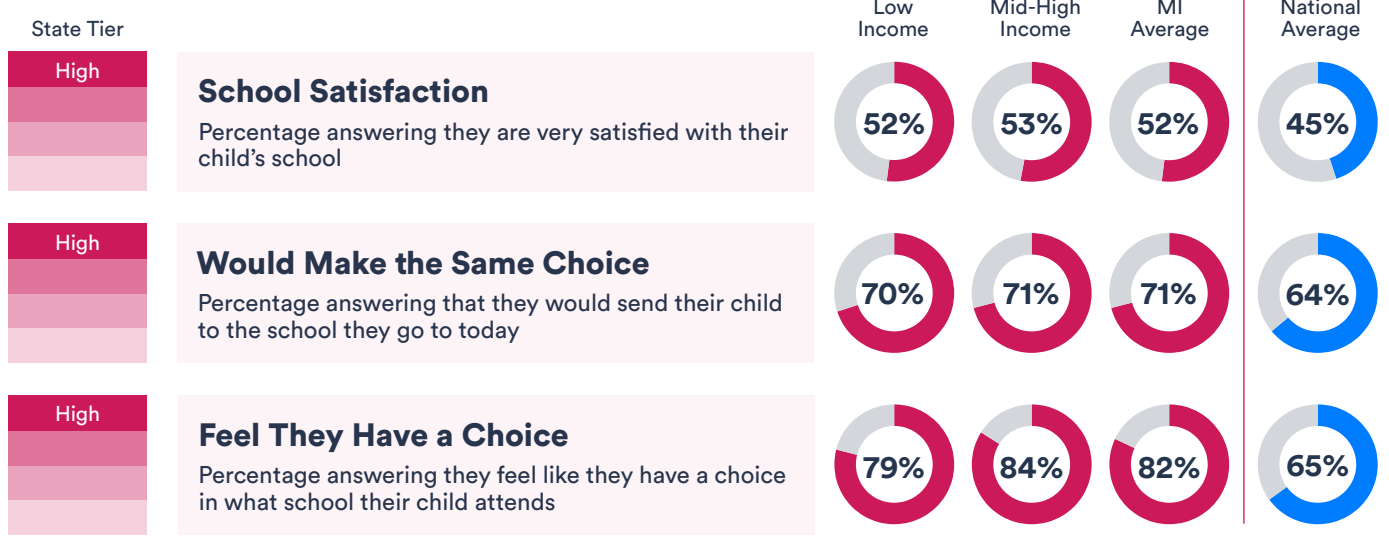 State Tier
Low
Income
Mid-High
Income
MI
Average
National
Average
High
School Satisfaction
Percentage answering they are very satisfied with their
child’s school
52%
53%
52%
45%
High
Would Make the Same Choice
Percentage answering that they would send their child
to the school they go to today
70%
71%
71%
64%
High
Feel They Have a Choice
Percentage answering they feel like they have a choice
in what school their child attends
79%
84%
82%
65%